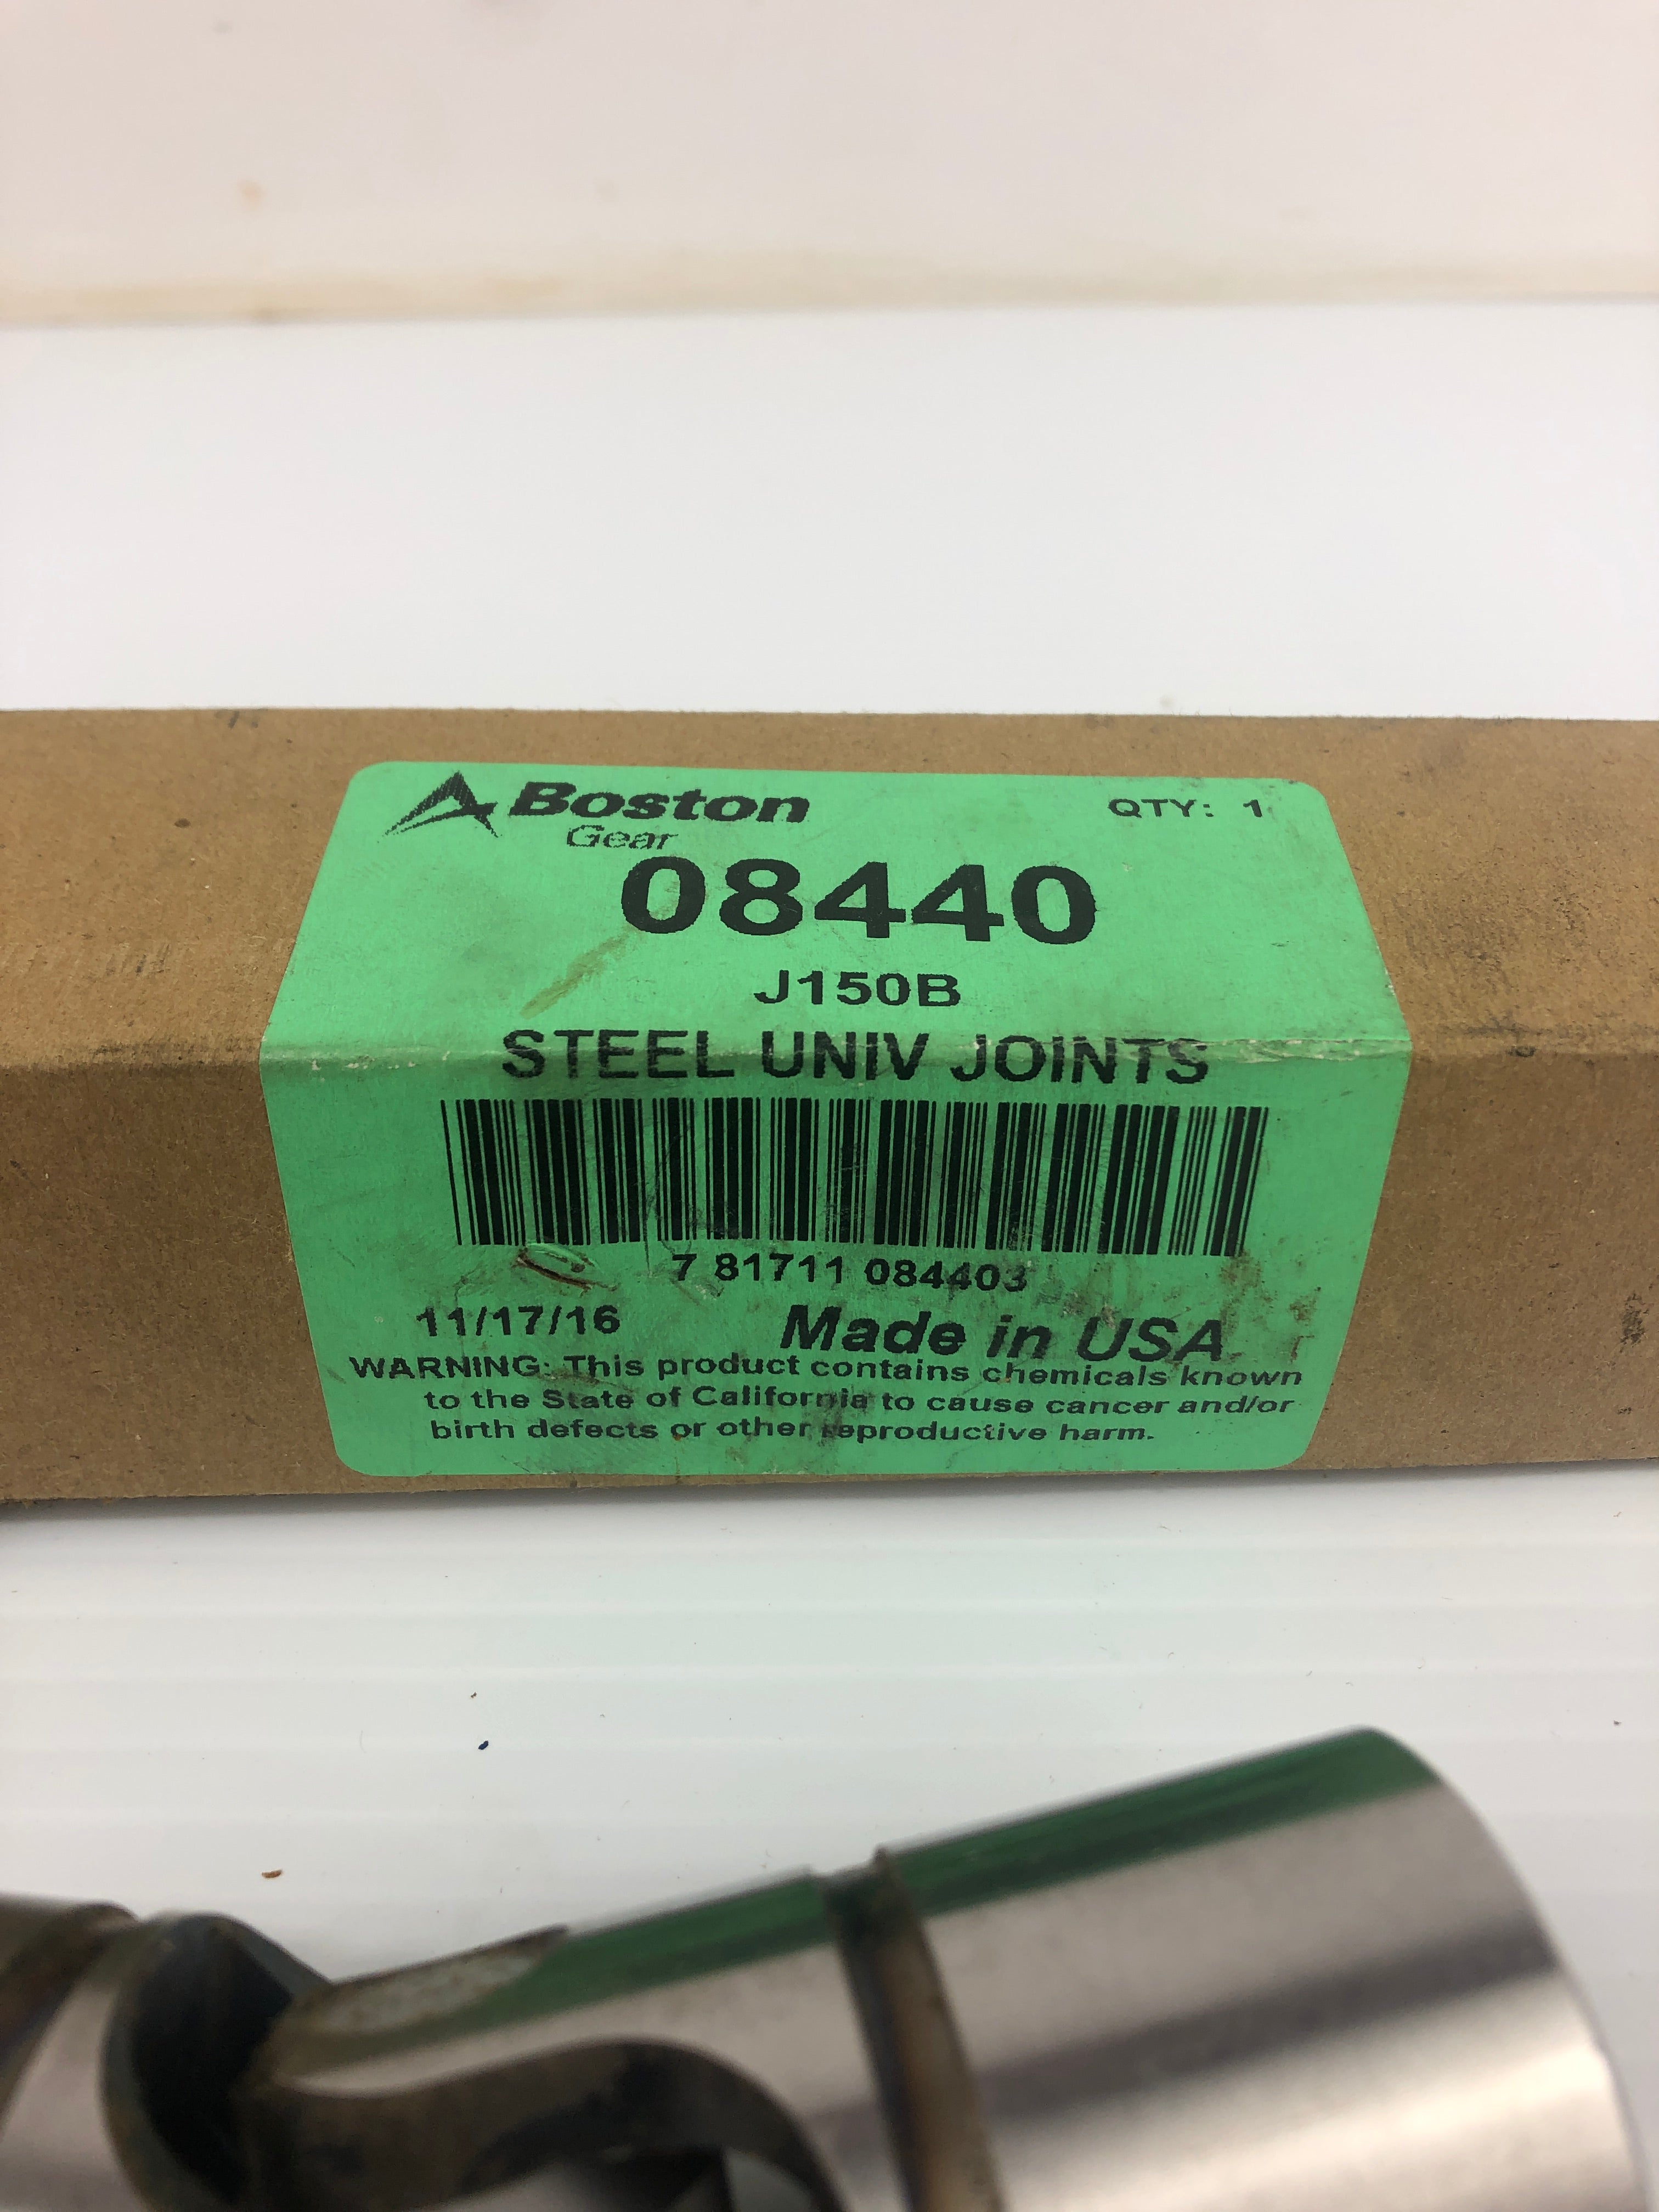 Boston QTY: 1
Gear
08440
J150B
STEEL UNIV JOINTS
7 81711 084403
11/17/16 Made in USA
WARNING: This product contains chemicals known
to the State of California to cause cancer and/or
birth defects or other reproductive harm.